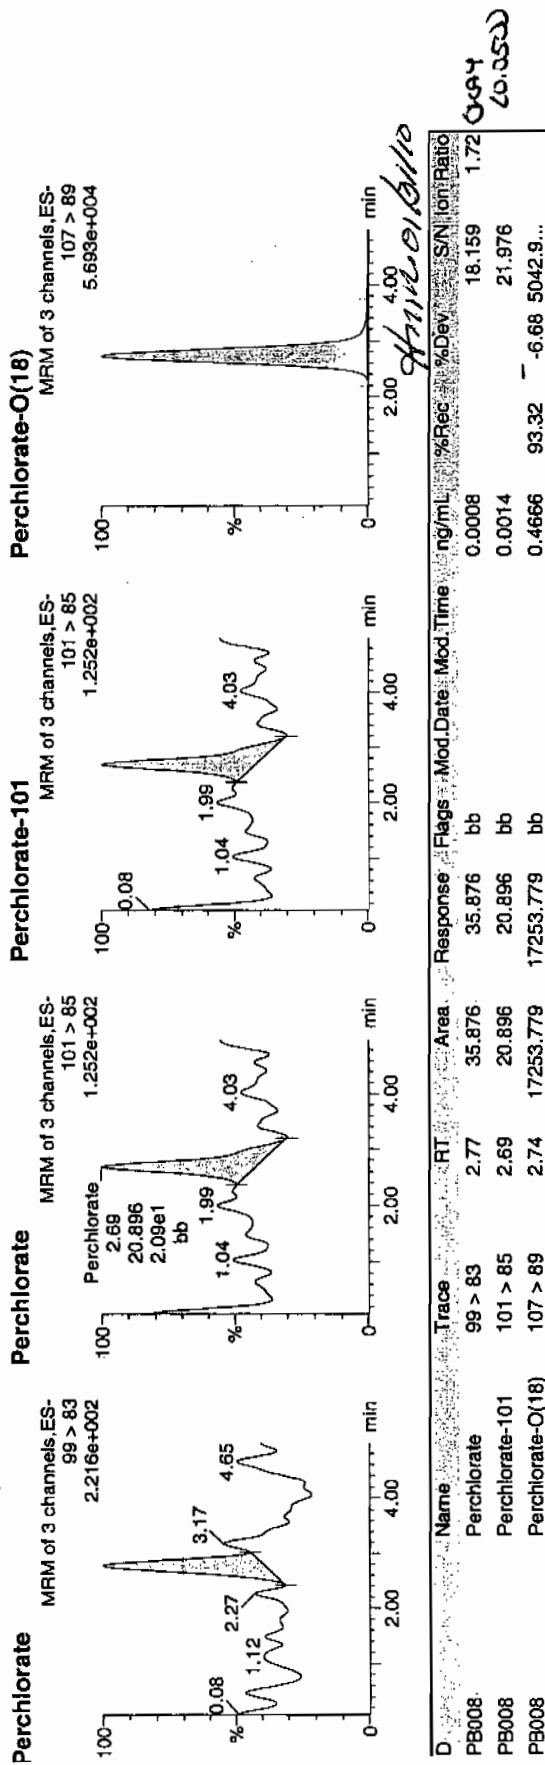 Perchlorate
MRM of 3 channels,ES-
99 > 83
2.216e+002
100
%
0
0.08
1.12
2.27
3.17
4.65
2.00
4.00
min
Perchlorate
MRM of 3 channels,ES-
101 > 85
1.252e+002
100
%
0
Perchlorate
2.69
20.896
2.09e1
bb
1.04
1.99
4.03
2.00
4.00
min
Perchlorate-101
MRM of 3 channels,ES-
101 > 85
1.252e+002
100
%
0
0.08
1.04
1.99
4.03
2.00
4.00
min
Perchlorate-O(18)
MRM of 3 channels,ES-
107 > 89
5.693e+004
100
%
0
2.00
4.00
min
D Name Trace RT Area Response Flags Mod.Date Mod.Time ng/mL %Rec %Dev S/N Ion Ratio
PB008 Perchlorate 99 > 83 2.77 35.876 35.876 bb 0.0008 18.159 1.72 OKAY
PB008 Perchlorate-101 101 > 85 2.69 20.896 20.896 bb 0.0014 21.976
PB008 Perchlorate-O(18) 107 > 89 2.74 17253.779 17253.779 bb 0.4666 93.32 -6.68 5042.9...